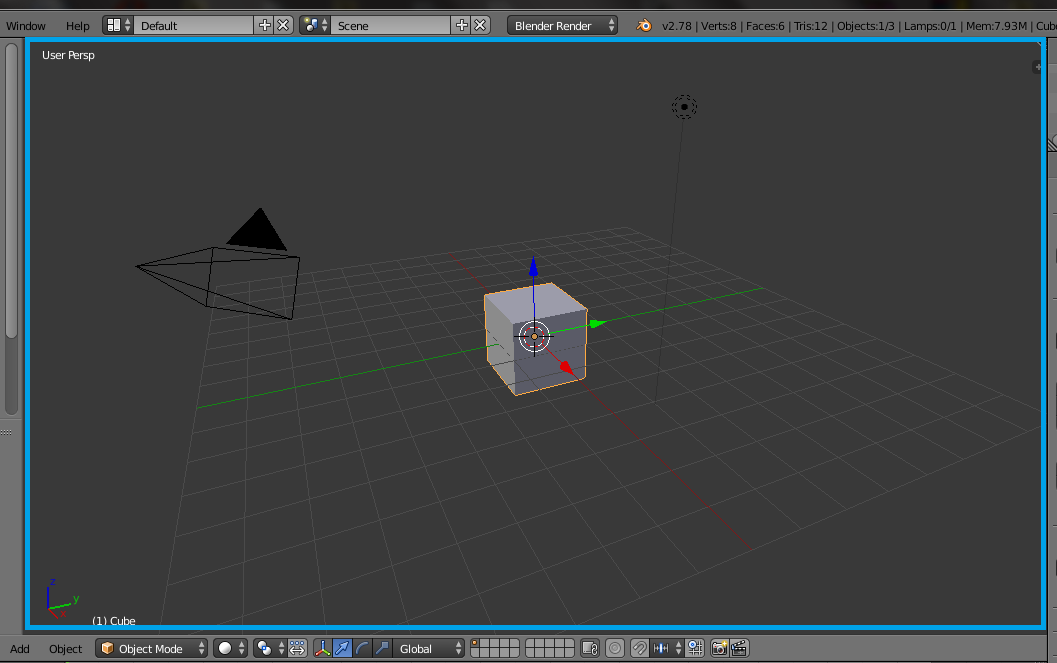 Window Help Default Scene Blender Render v2.78 | Verts:8 | Faces:6 | Tris:12 | Objects:1/3 | Lamps:0/1 | Mem:7.93M | Cube
User Persp
z
y
(1) Cube
Add Object Object Mode Global